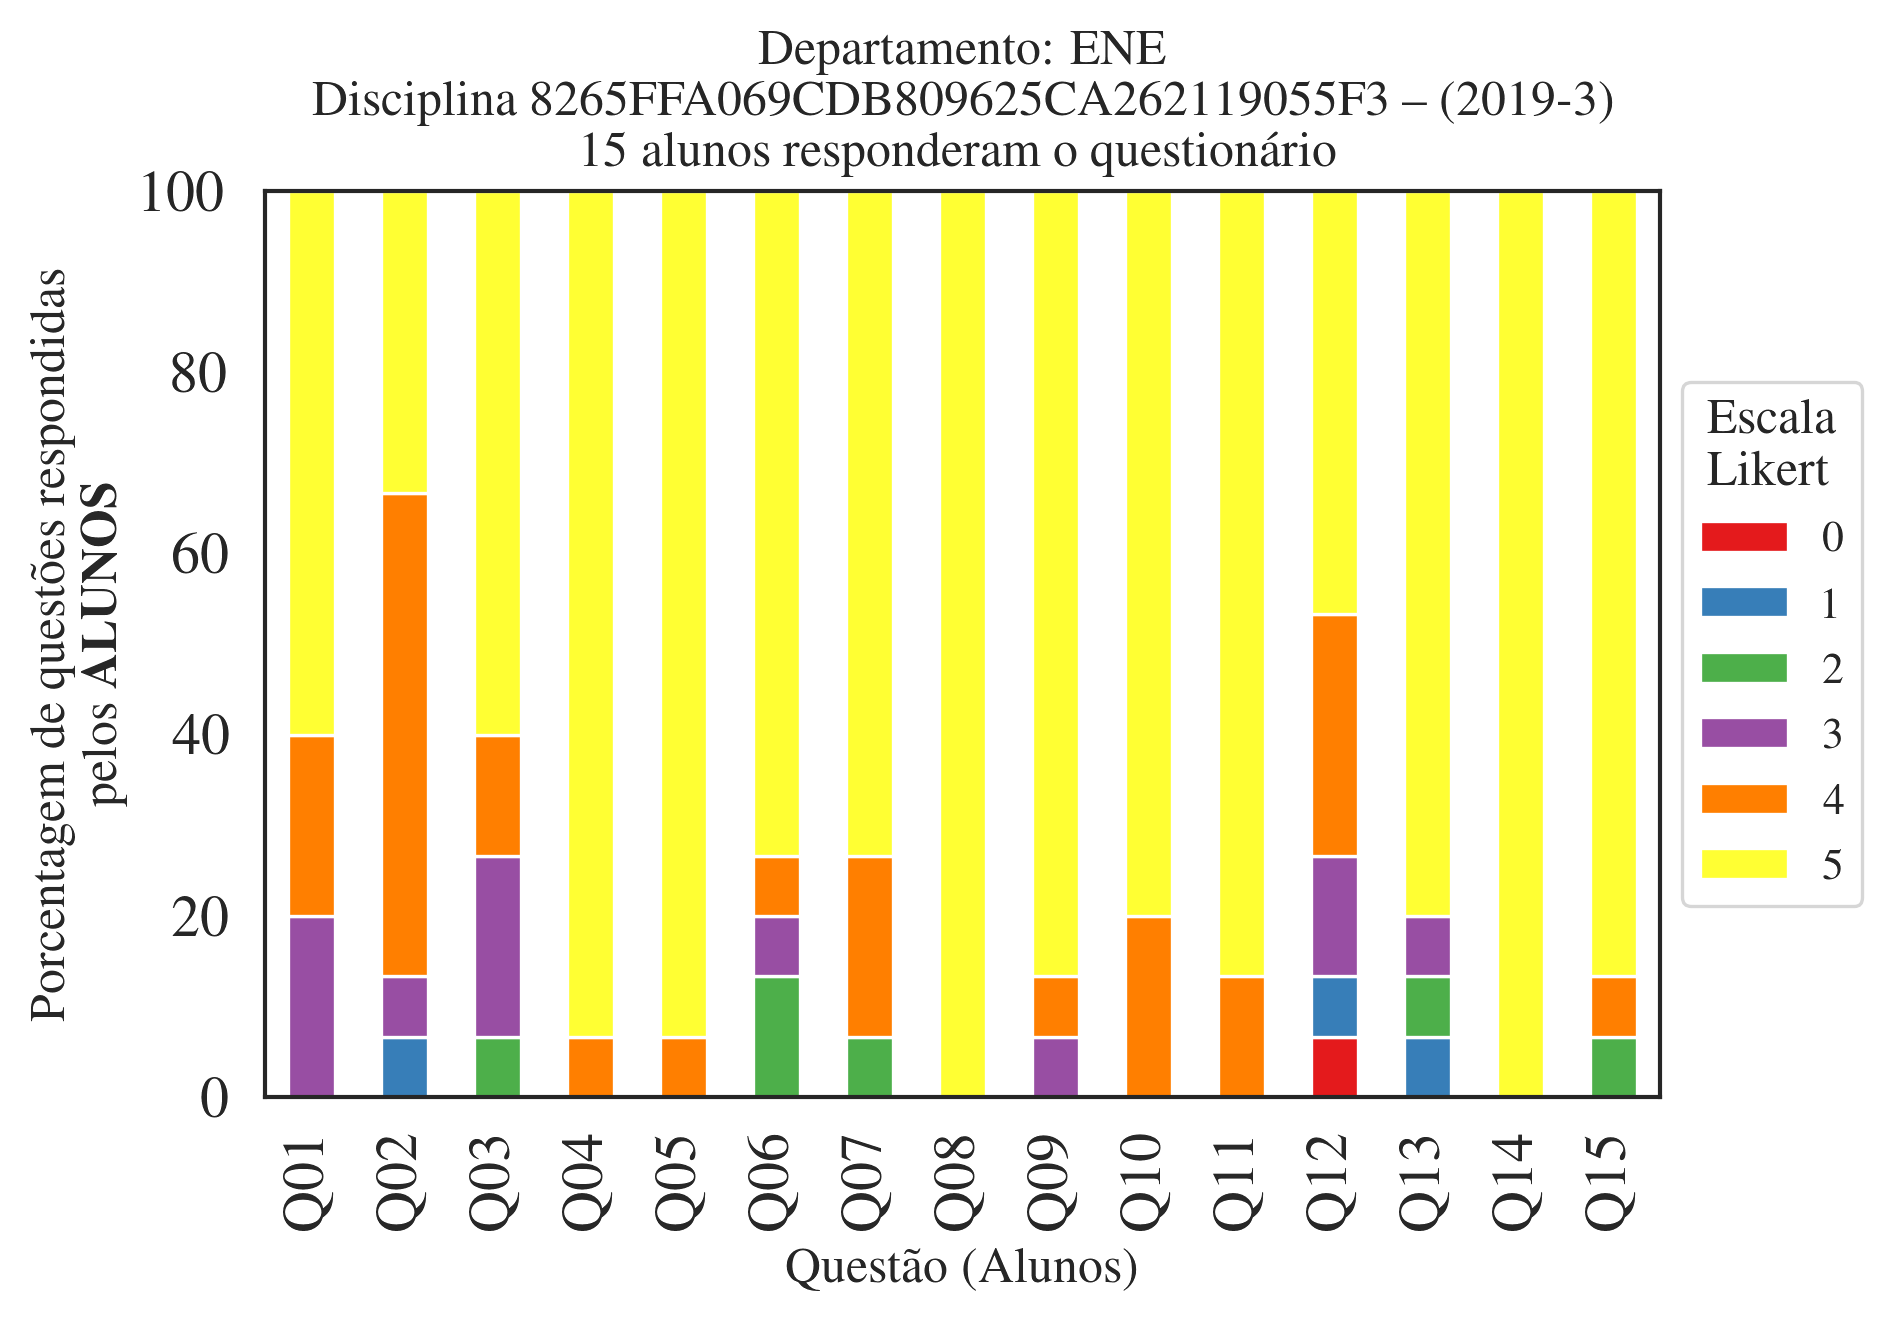 Departamento: ENE
Disciplina 8265FFA069CDB809625CA262119055F3 – (2019-3)
15 alunos responderam o questionário
Porcentagem de questões respondidas
pelos ALUNOS
100
80
60
40
20
0
Q01
Q02
Q03
Q04
Q05
Q06
Q07
Q08
Q09
Q10
Q11
Q12
Q13
Q14
Q15
Questão (Alunos)
Escala
Likert
0
1
2
3
4
5